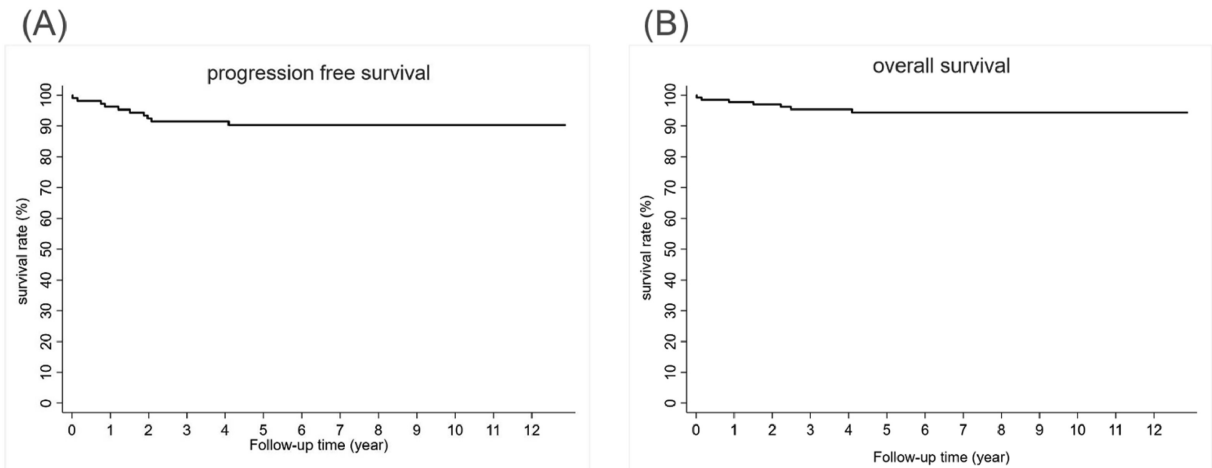 (A)
progression free survival
survival rate (%)
100
90
80
70
60
50
40
30
20
10
0
0 1 2 3 4 5 6 7 8 9 10 11 12
Follow-up time (year)
(B)
overall survival
survival rate (%)
100
90
80
70
60
50
40
30
20
10
0
0 1 2 3 4 5 6 7 8 9 10 11 12
Follow-up time (year)